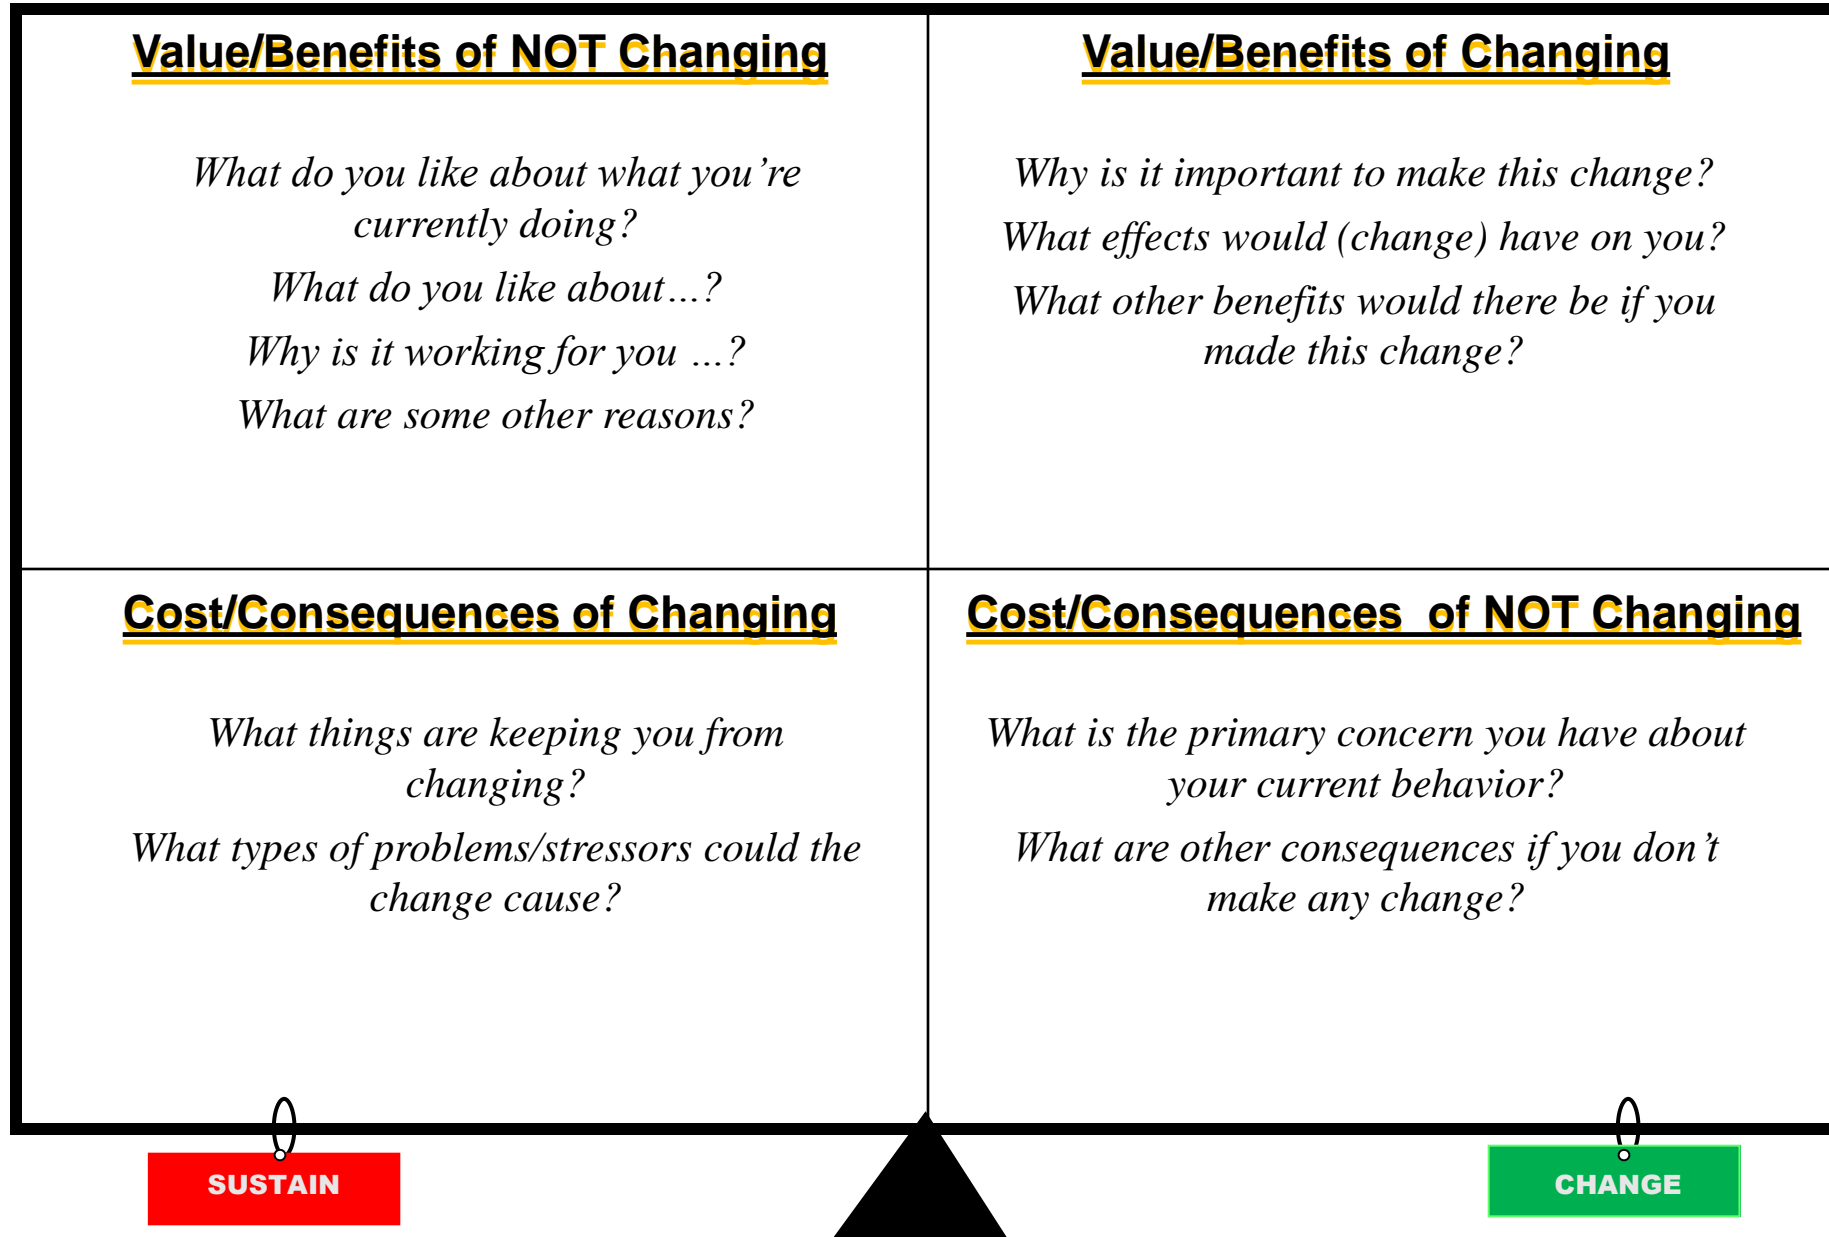 Value/Benefits of NOT Changing
What do you like about what you’re
currently doing?
What do you like about…?
Why is it working for you …?
What are some other reasons?
Value/Benefits of Changing
Why is it important to make this change?
What effects would (change) have on you?
What other benefits would there be if you
made this change?
Cost/Consequences of Changing
What things are keeping you from
changing?
What types of problems/stressors could the
change cause?
Cost/Consequences  of NOT Changing
What is the primary concern you have about
your current behavior?
What are other consequences if you don’t
make any change?
SUSTAIN
CHANGE